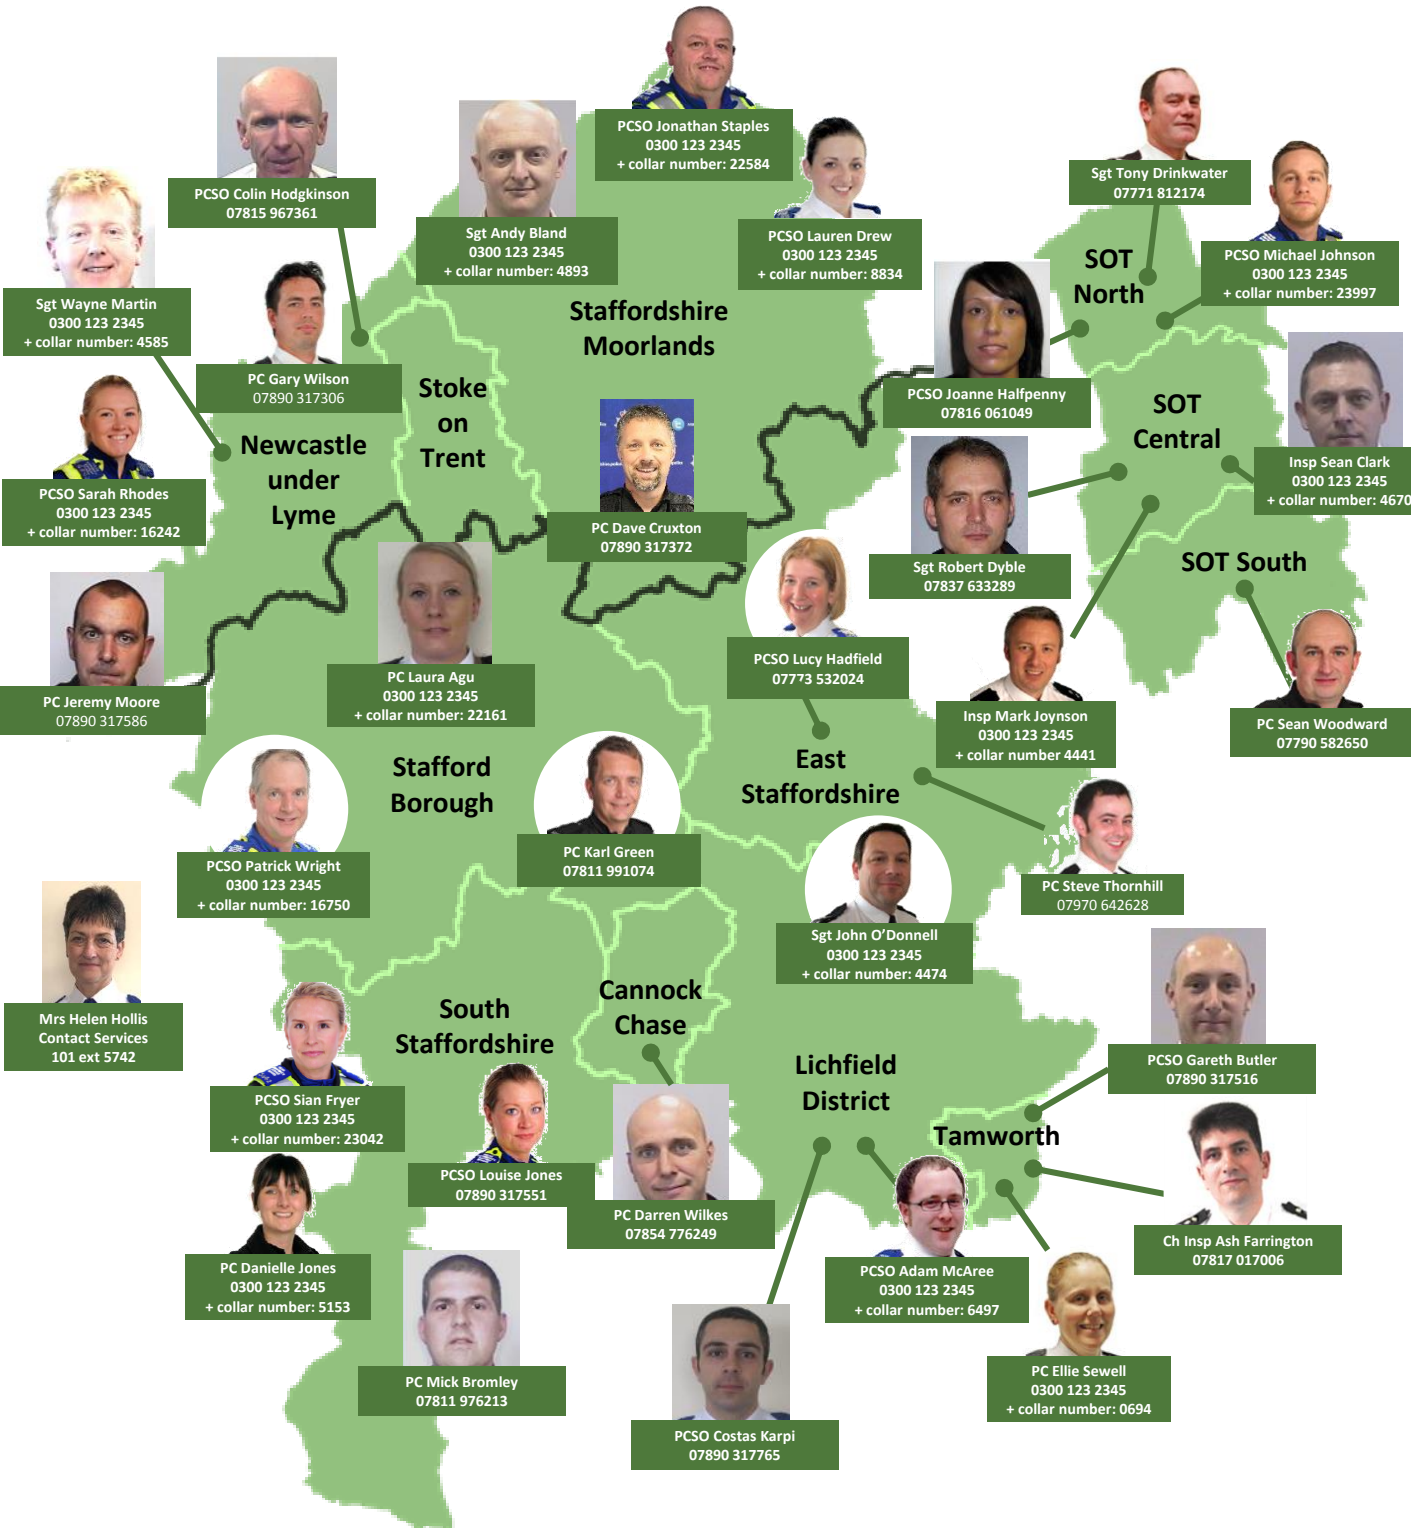 PCSO Jonathan Staples
0300 123 2345
+ collar number: 22584
Sgt Tony Drinkwater
07771 812174
PCSO Colin Hodgkinson
07815 967361
Sgt Andy Bland
0300 123 2345
+ collar number: 4893
PCSO Lauren Drew
0300 123 2345
+ collar number: 8834
SOT
North
PCSO Michael Johnson
0300 123 2345
+ collar number: 23997
Sgt Wayne Martin
0300 123 2345
+ collar number: 4585
Staffordshire
Moorlands
PC Gary Wilson
07890 317306
Stoke
on
Trent
PCSO Joanne Halfpenny
07816 061049
SOT
Central
Newcastle
under
Lyme
Insp Sean Clark
0300 123 2345
+ collar number: 4670
PCSO Sarah Rhodes
0300 123 2345
+ collar number: 16242
PC Dave Cruxton
07890 317372
Sgt Robert Dyble
07837 633289
SOT South
PCSO Lucy Hadfield
07773 532024
PC Jeremy Moore
07890 317586
PC Laura Agu
0300 123 2345
+ collar number: 22161
Insp Mark Joynson
0300 123 2345
+ collar number 4441
PC Sean Woodward
07790 582650
Stafford
Borough
East
Staffordshire
PCSO Patrick Wright
0300 123 2345
+ collar number: 16750
PC Karl Green
07811 991074
PC Steve Thornhill
07970 642628
Sgt John O’Donnell
0300 123 2345
+ collar number: 4474
Mrs Helen Hollis
Contact Services
101 ext 5742
South
Staffordshire
Cannock
Chase
Lichfield
District
PCSO Gareth Butler
07890 317516
PCSO Sian Fryer
0300 123 2345
+ collar number: 23042
Tamworth
PCSO Louise Jones
07890 317551
PC Darren Wilkes
07854 776249
Ch Insp Ash Farrington
07817 017006
PC Danielle Jones
0300 123 2345
+ collar number: 5153
PCSO Adam McAree
0300 123 2345
+ collar number: 6497
PC Mick Bromley
07811 976213
PC Ellie Sewell
0300 123 2345
+ collar number: 0694
PCSO Costas Karpi
07890 317765